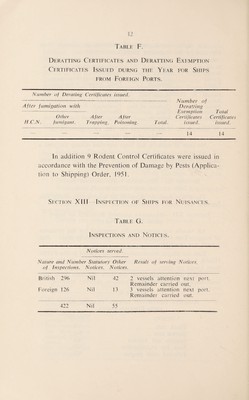 12
TABLE F.
DERATTING CERTIFICATES AND DERATTING EXEMPTION
CERTIFICATES ISSUED DURING THE YEAR FOR SHIPS
FROM FOREIGN PORTS.
Number of Deratting Certificates issued.
Number of
Deratting
Exemption Total
Certificates Certificates
issued. issued.
After fumigation with
Other After After
H.C.N. fumigant. Trapping. Poisoning. Total.
— — — — — 14 14
In addition 9 Rodent Control Certificates were issued in
accordance with the Prevention of Damage by Pests (Applica-
tion to Shipping) Order, 1951.
SECTION XIII—INSPECTION OF SHIPS FOR NUISANCES.
TABLE G.
INSPECTIONS AND NOTICES.
Notices served.
Nature and Number Statutory Other Result of serving Notices.
of Inspections. Notices. Notices.
British 296 Nil 42 2 vessels attention next port.
Remainder carried out.
Foreign 126 Nil 13 3 vessels attention next port.
Remainder carried out.
422 Nil 55